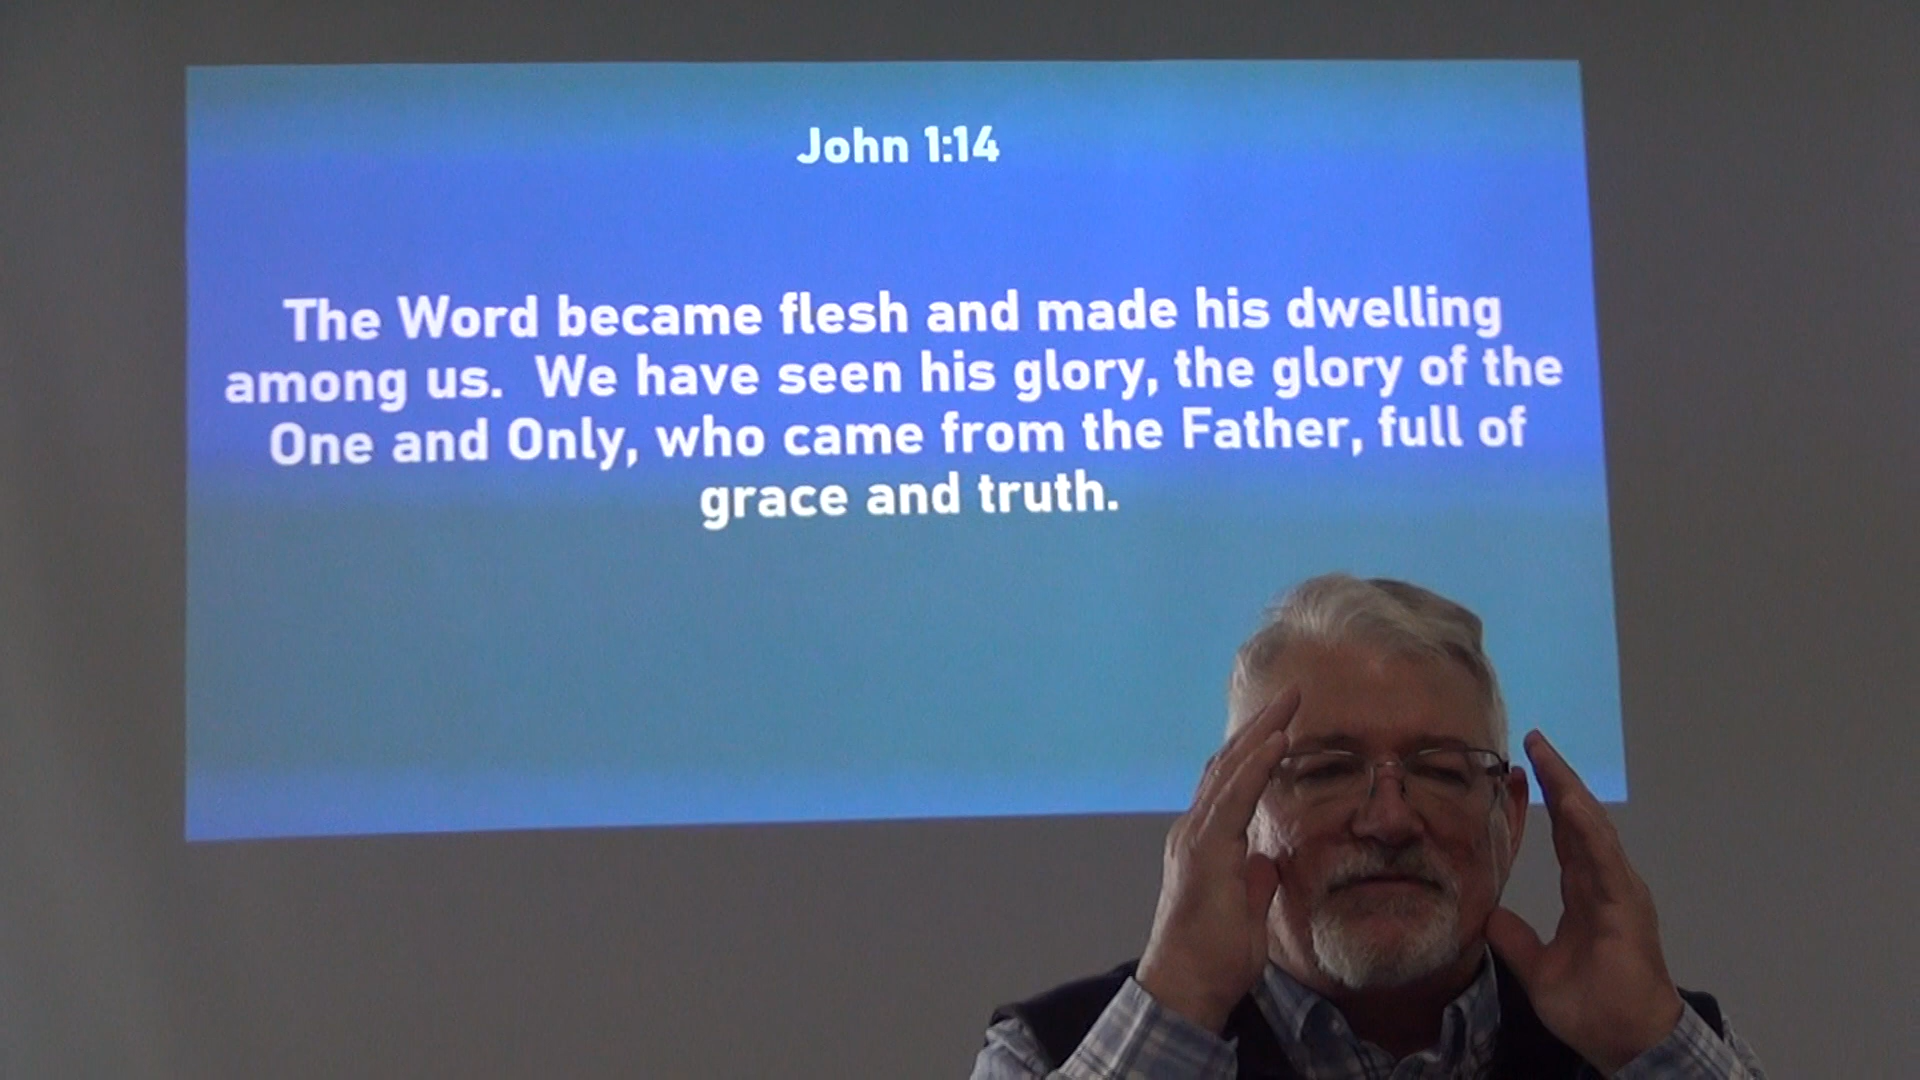 John 1:14
The Word became flesh and made his dwelling
among us.  We have seen his glory, the glory of the
One and Only, who came from the Father, full of
grace and truth.